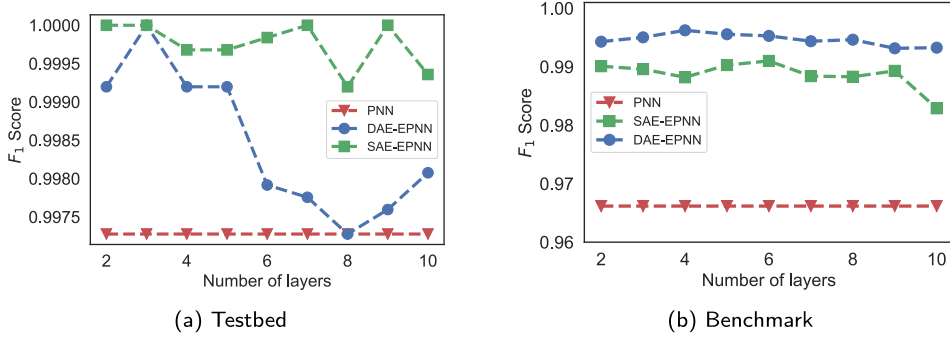 1.0000
0.9995
0.9990
0.9985
0.9980
0.9975
F1 Score
PNN
DAE-EPNN
SAE-EPNN
2 4 6 8 10
Number of layers
(a) Testbed
1.00
0.99
0.98
0.97
0.96
F1 Score
PNN
SAE-EPNN
DAE-EPNN
2 4 6 8 10
Number of layers
(b) Benchmark